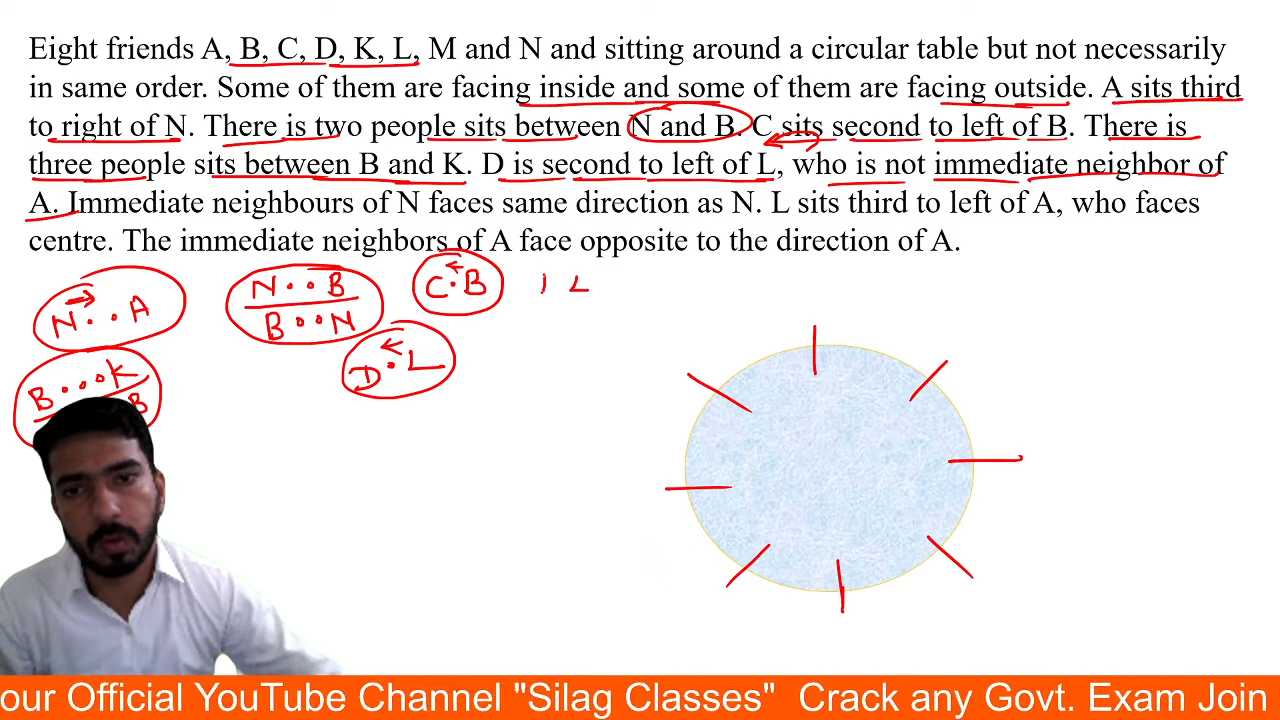 Eight friends A, B, C, D, K, L, M and N and sitting around a circular table but not necessarily
in same order. Some of them are facing inside and some of them are facing outside. A sits third
to right of N. There is two people sits between N and B. C sits second to left of B. There is
three people sits between B and K. D is second to left of L, who is not immediate neighbor of
A. Immediate neighbours of N faces same direction as N. L sits third to left of A, who faces
centre. The immediate neighbors of A face opposite to the direction of A.
N · · A
N · · B
B · · N
C · B
L
D · L
B · · · K
B
our Official YouTube Channel "Silag Classes" Crack any Govt. Exam Join